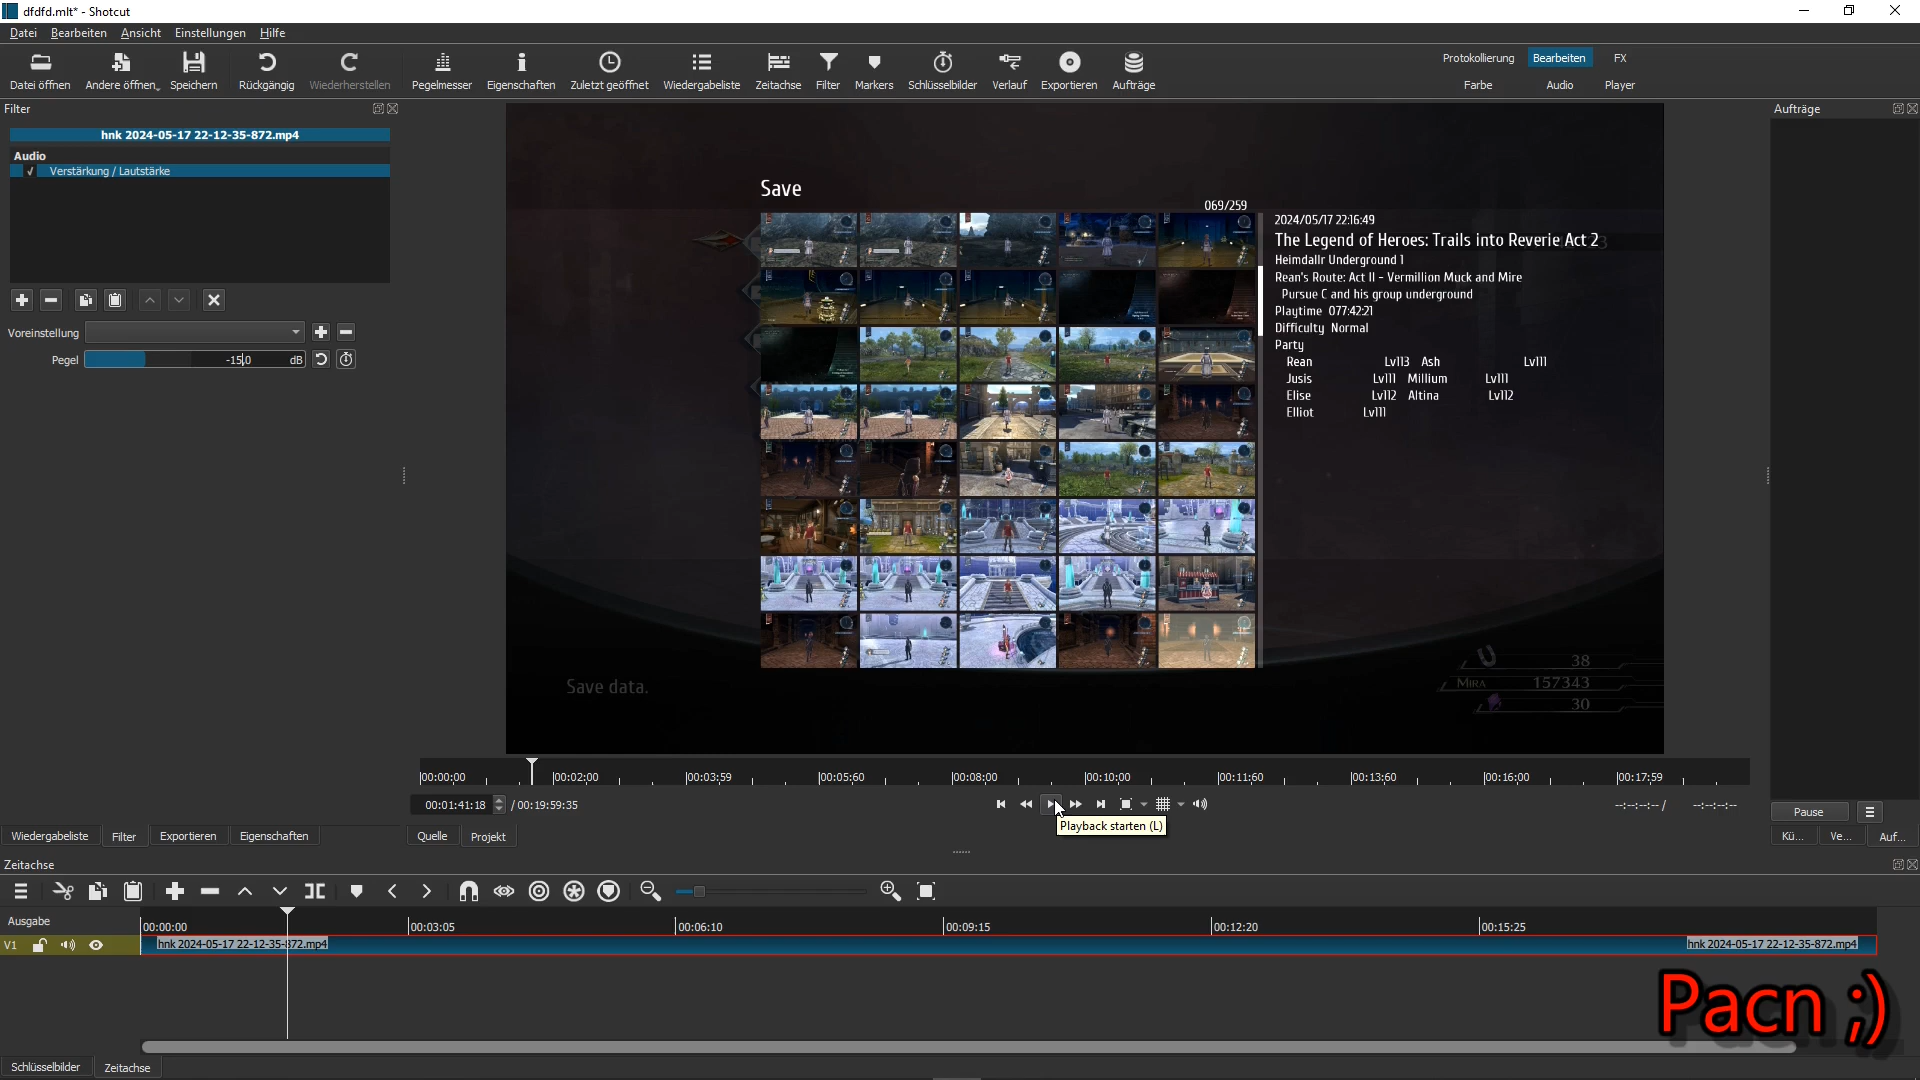 dfdfd.mlt* - Shotcut
Datei Bearbeiten Ansicht Einstellungen Hilfe
Datei öffnen Andere öffnen Speichern Rückgängig Wiederherstellen Pegelmesser Eigenschaften Zuletzt geöffnet Wiedergabeliste Zeitachse Filter Markers Schlüsselbilder Verlauf Exportieren Aufträge
Protokollierung Bearbeiten FX
Farbe Audio Player
Filter
hnk 2024-05-17 22-12-35-872.mp4
Audio
✓ Verstärkung / Lautstärke
Voreinstellung
Pegel -15,0 dB
Save
069/259
2024/05/17 22:16:49
The Legend of Heroes: Trails into Reverie Act 2
Heimdallr Underground 1
Rean's Route: Act II - Vermillion Muck and Mire
Pursue C and his group underground
Playtime 077:42:21
Difficulty Normal
Party
Rean Lv113 Ash Lv111
Jusis Lv111 Millium Lv111
Elise Lv112 Altina Lv112
Elliot Lv111
Save data.
38
MIRA 157343
30
Aufträge
00:00:00 00:02:00 00:03:59 00:05:60 00:08:00 00:10:00 00:11:60 00:13:60 00:16:00 00:17:59
00:01:41:18 / 00:19:59:35
--:--:--:-- / --:--:--:--
Playback starten (L)
Pause
Wiedergabeliste Filter Exportieren Eigenschaften
Quelle Projekt
Kü... Ve... Auf...
Zeitachse
Ausgabe
00:00:00 00:03:05 00:06:10 00:09:15 00:12:20 00:15:25
V1
hnk 2024-05-17 22-12-35-872.mp4 hnk 2024-05-17 22-12-35-872.mp4
Pacn ;)
Schlüsselbilder Zeitachse